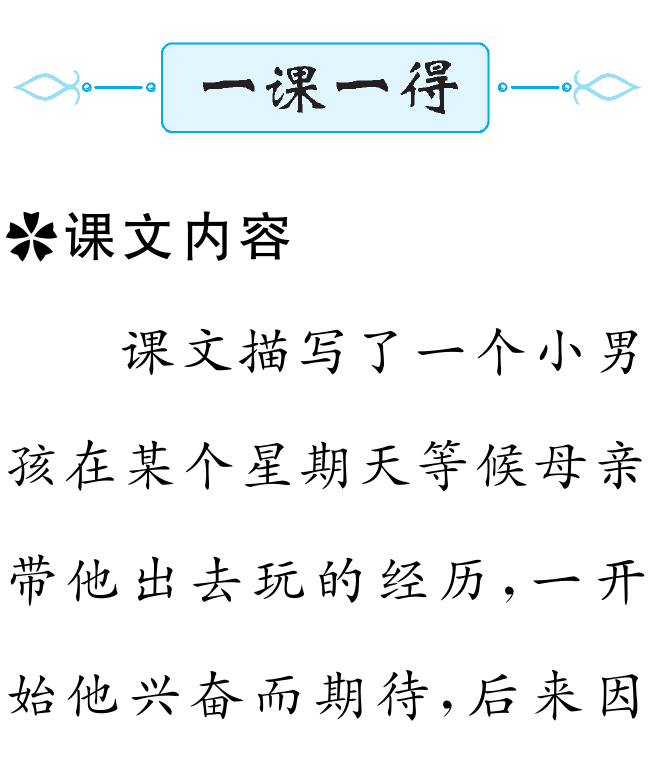 一课一得
课文内容
课文描写了一个小男
孩在某个星期天等候母亲
带他出去玩的经历,一开
始他兴奋而期待,后来因